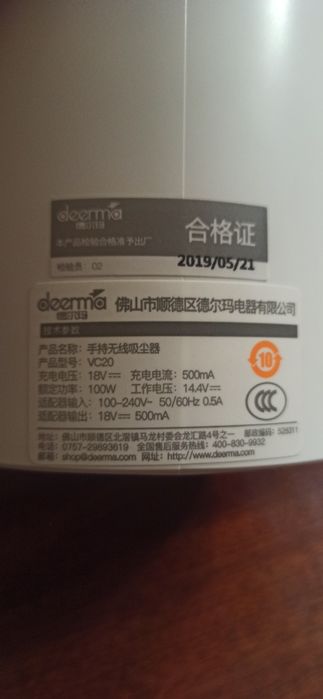 deerma
德尔玛
本产品检验合格准予出厂
合格证
检验员：02
2019/05/21
deerma
德尔玛
佛山市顺德区德尔玛电器有限公司
技术参数
产品名称：手持无线吸尘器
产品型号：VC20
充电电压：18V⎓ 充电电流：500mA
额定功率：100W 工作电压：14.4V⎓
适配器输入：100-240V~ 50/60Hz 0.5A
适配器输出：18V⎓ 500mA
10
CCC
地址：佛山市顺德区北滘镇马龙村委会龙汇路4号之一 邮政编码：528311
电话：0757-29893619 全国售后服务热线：400-830-9932
邮箱：shop@deerma.com 网址：http://www.deerma.com